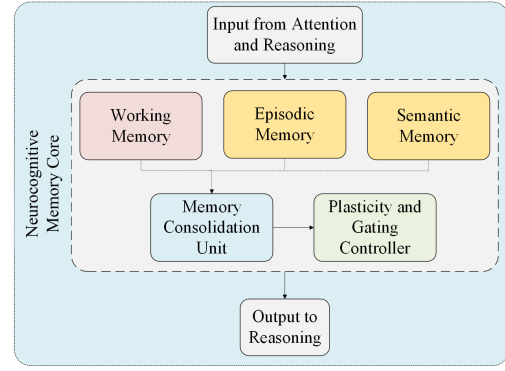 Input from Attention
and Reasoning
Neurocognitive
Memory Core
Working
Memory
Episodic
Memory
Semantic
Memory
Memory
Consolidation
Unit
Plasticity and
Gating
Controller
Output to
Reasoning